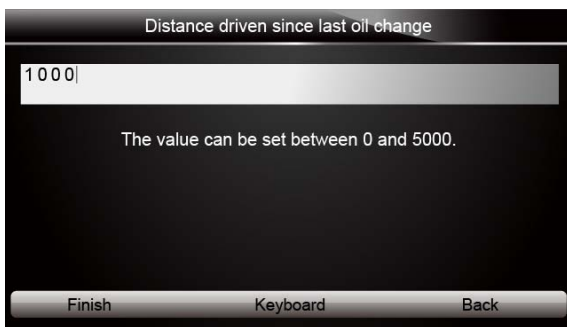 Distance driven since last oil change
1000
The value can be set between 0 and 5000.
Finish Keyboard Back